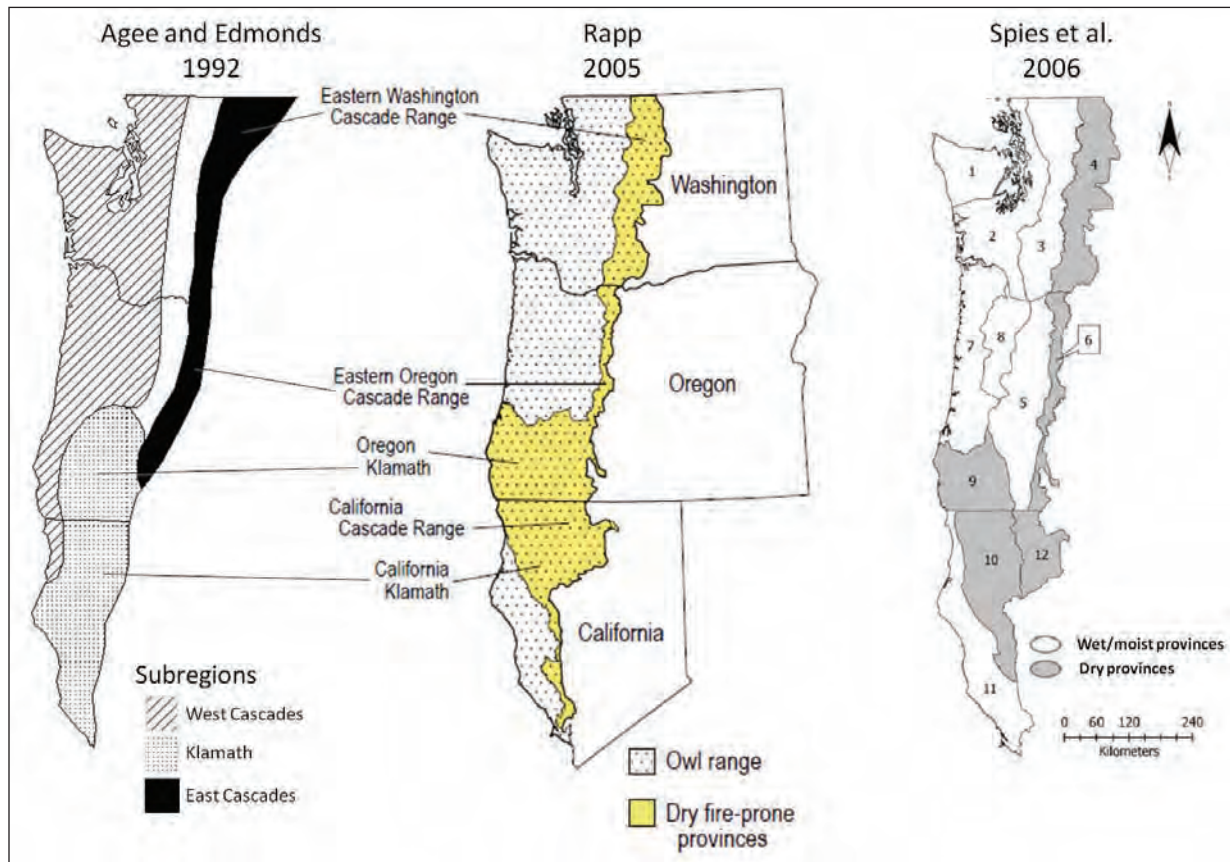 Agee and Edmonds
1992
Rapp
2005
Spies et al.
2006
Eastern Washington
Cascade Range
Eastern Oregon
Cascade Range
Oregon
Klamath
California
Cascade Range
California
Klamath
Subregions
West Cascades
Klamath
East Cascades
Washington
Oregon
California
Owl range
Dry fire-prone
provinces
1
2
3
4
5
6
7
8
9
10
11
12
Wet/moist provinces
Dry provinces
0 60 120 240
Kilometers